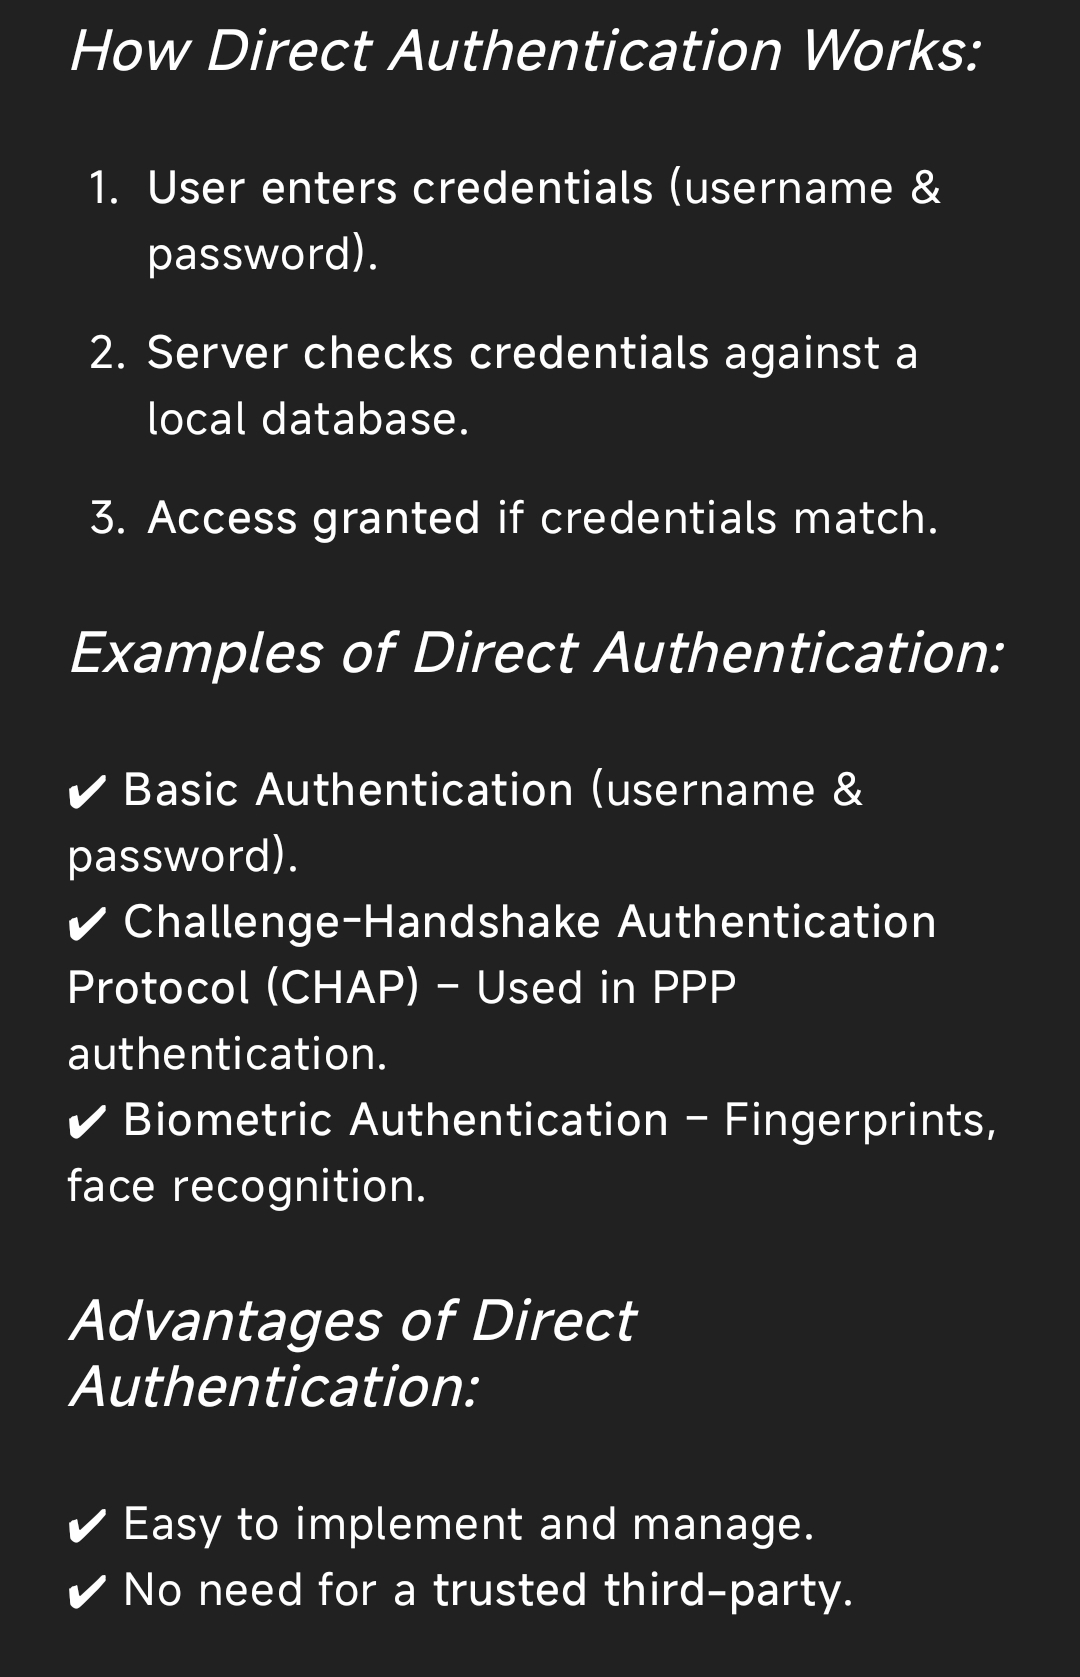 How Direct Authentication Works:
1. User enters credentials (username &
password).
2. Server checks credentials against a
local database.
3. Access granted if credentials match.
Examples of Direct Authentication:
✔ Basic Authentication (username &
password).
✔ Challenge-Handshake Authentication
Protocol (CHAP) – Used in PPP
authentication.
✔ Biometric Authentication – Fingerprints,
face recognition.
Advantages of Direct
Authentication:
✔ Easy to implement and manage.
✔ No need for a trusted third-party.